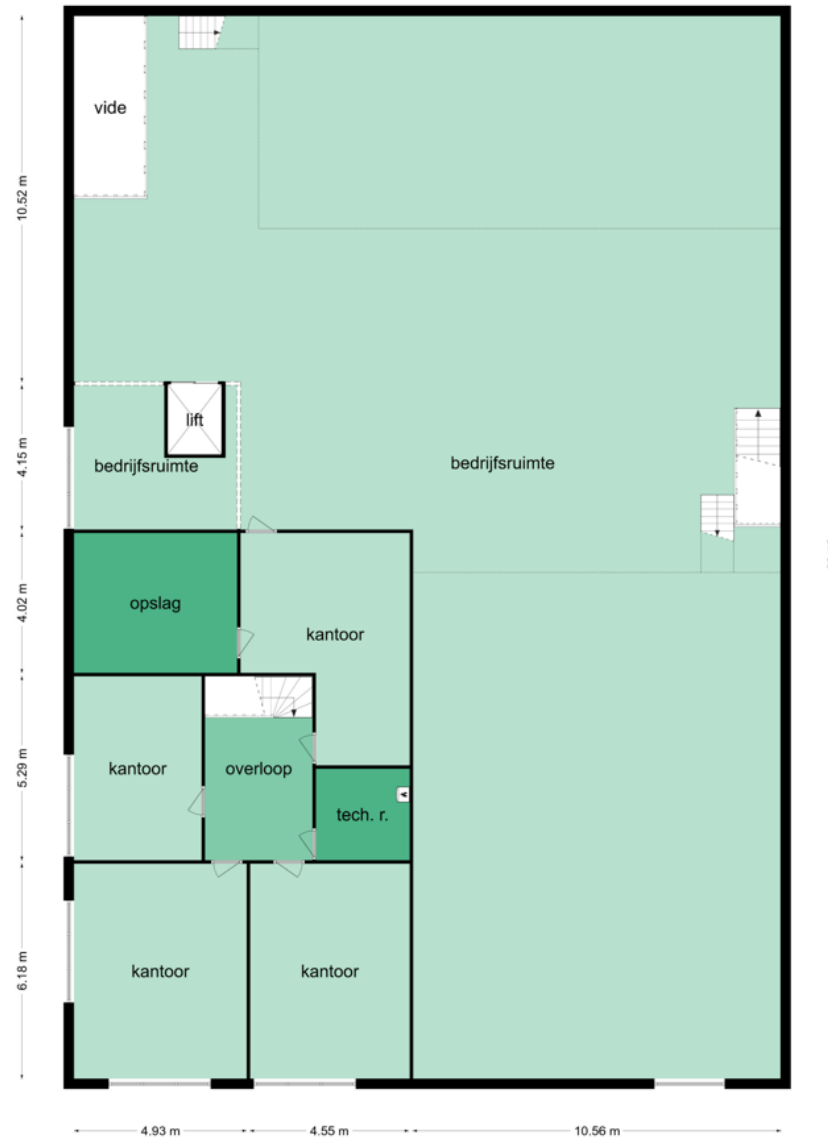 vide
10.52 m
lift
4.15 m
bedrijfsruimte
bedrijfsruimte
opslag
4.02 m
kantoor
kantoor
overloop
5.29 m
tech. r.
kantoor
kantoor
6.18 m
4.93 m
4.55 m
10.56 m